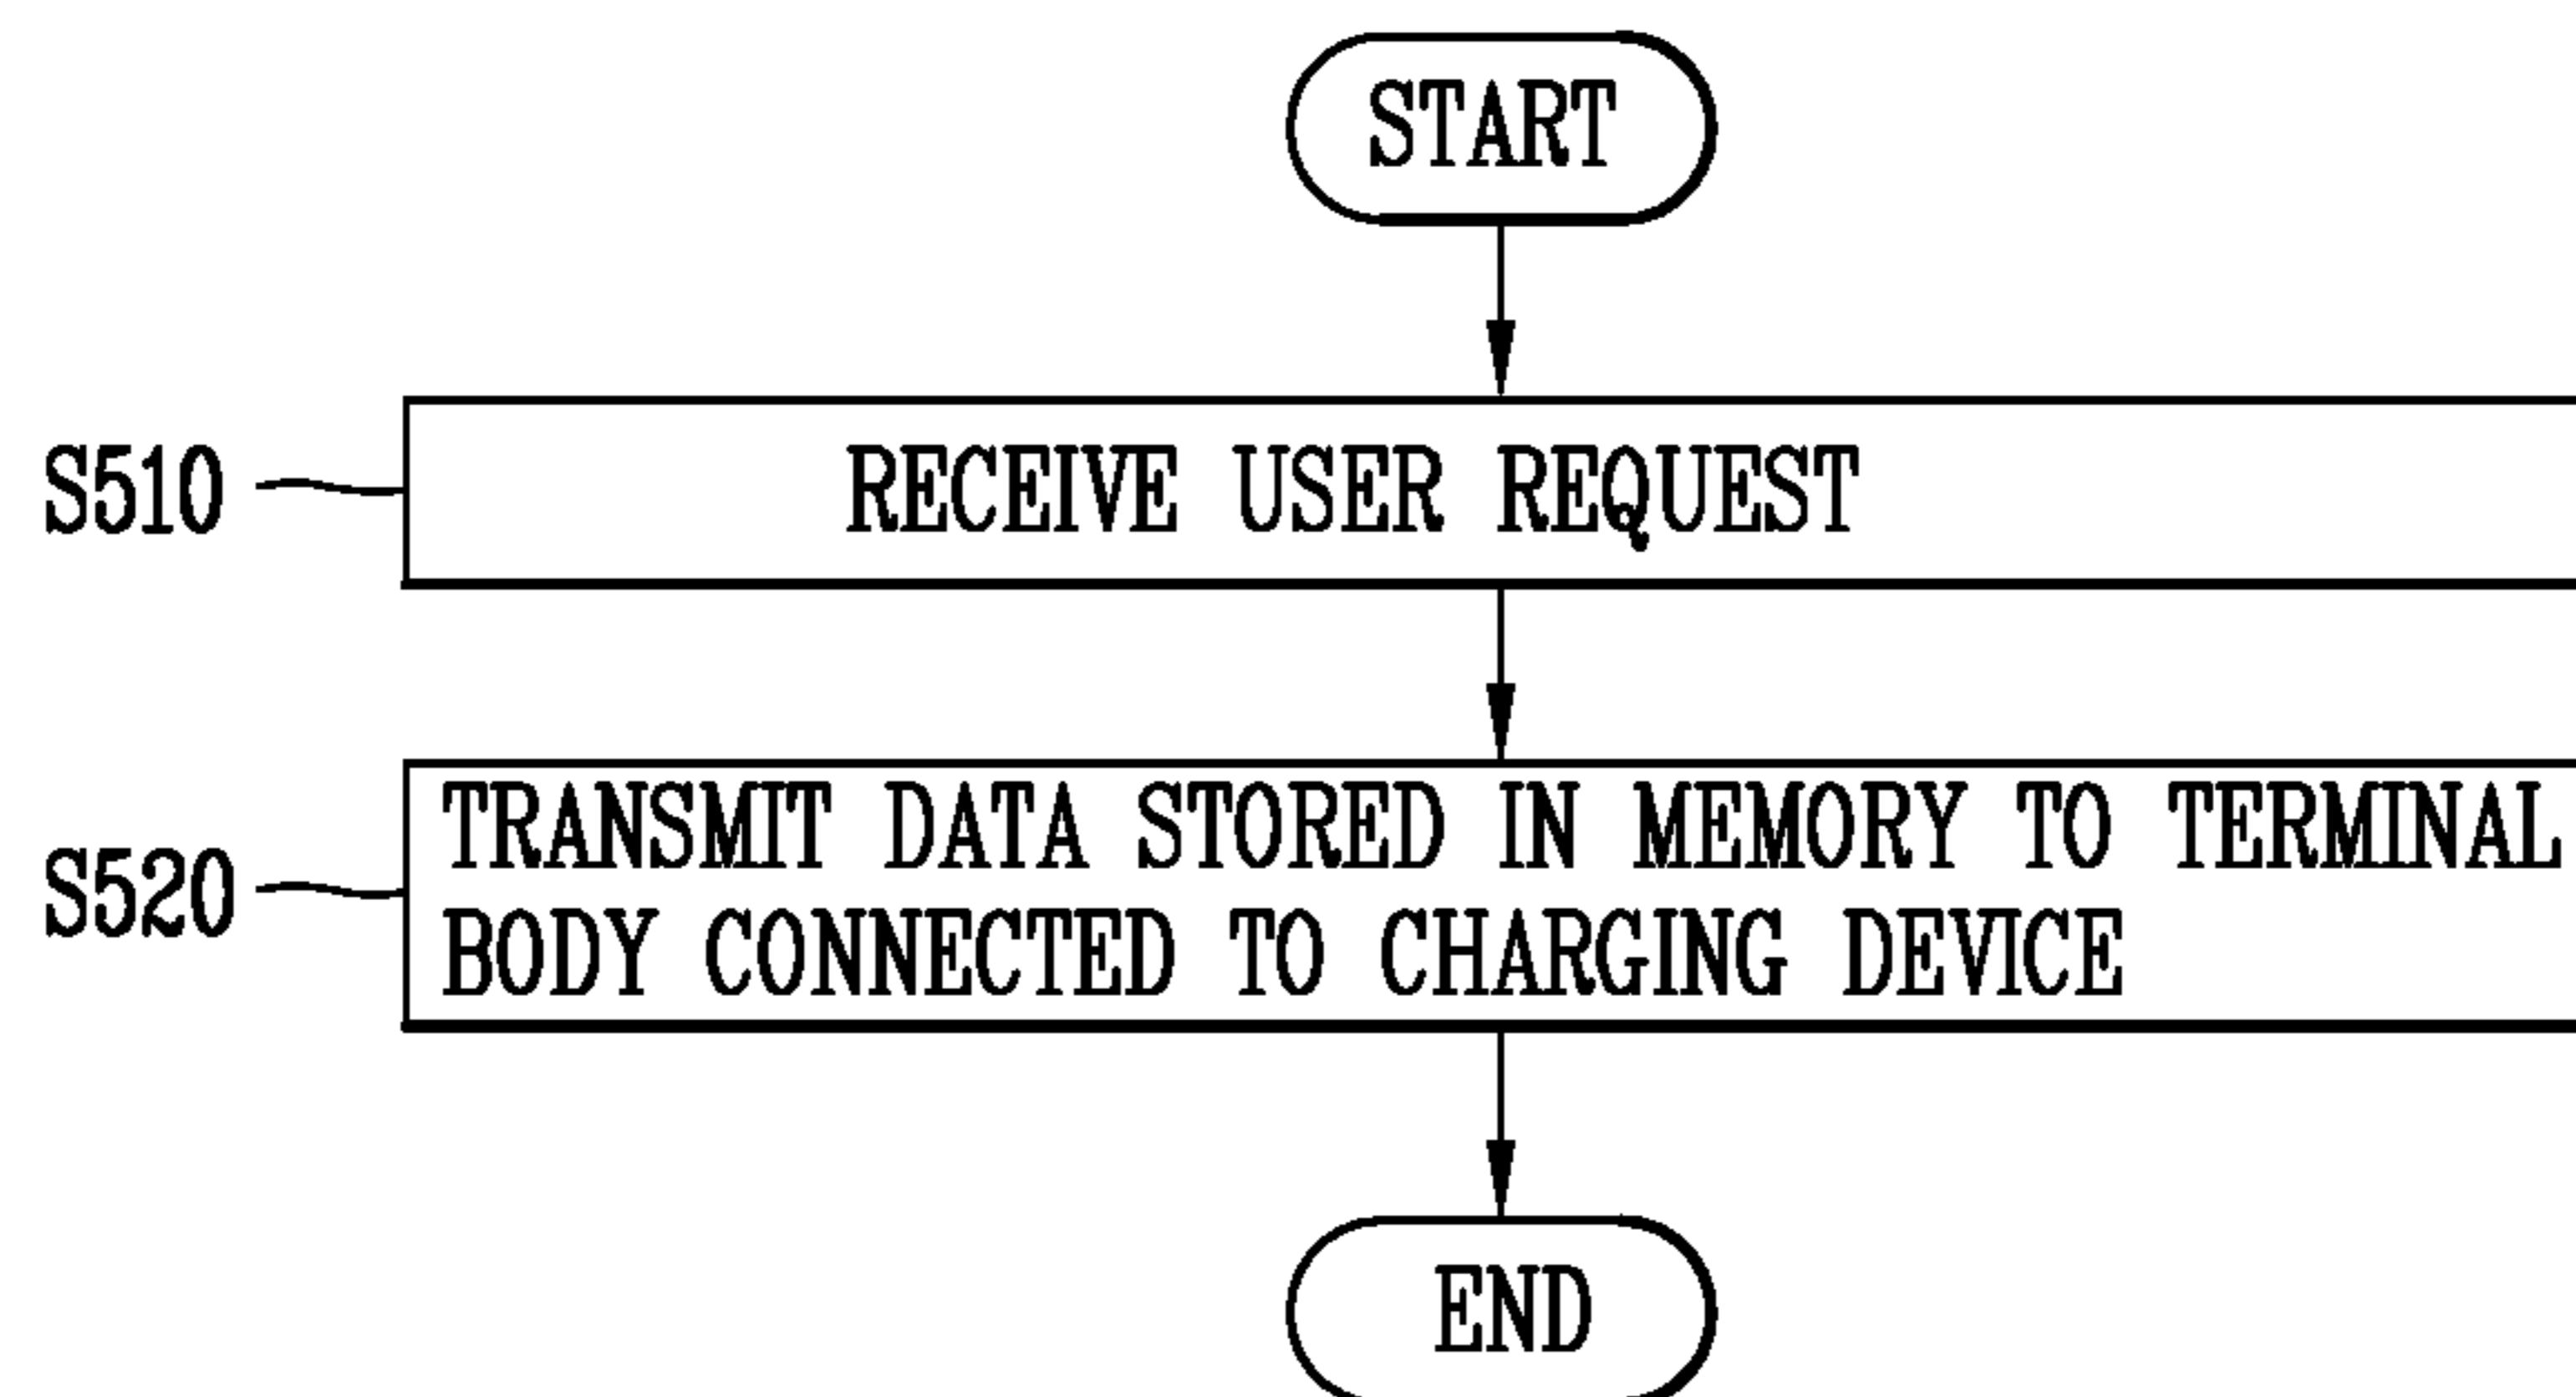 START
S510
RECEIVE USER REQUEST
S520
TRANSMIT DATA STORED IN MEMORY TO TERMINAL
BODY CONNECTED TO CHARGING DEVICE
END